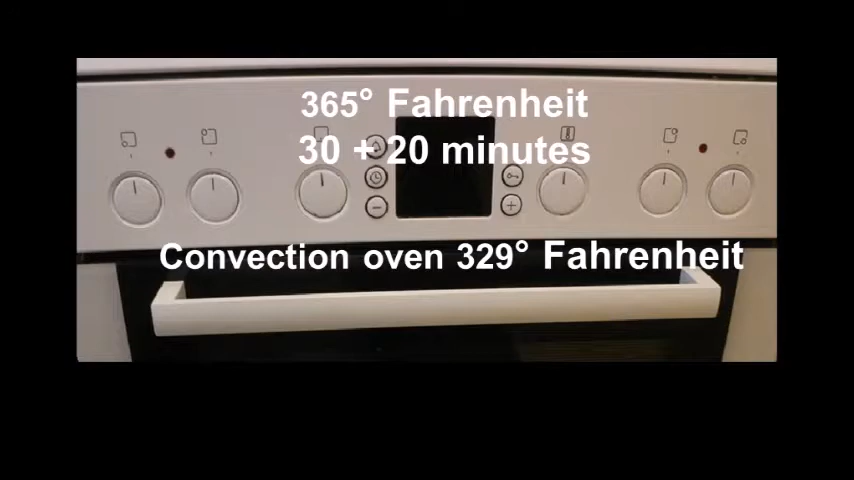 365° Fahrenheit
30 + 20 minutes
Convection oven 329° Fahrenheit